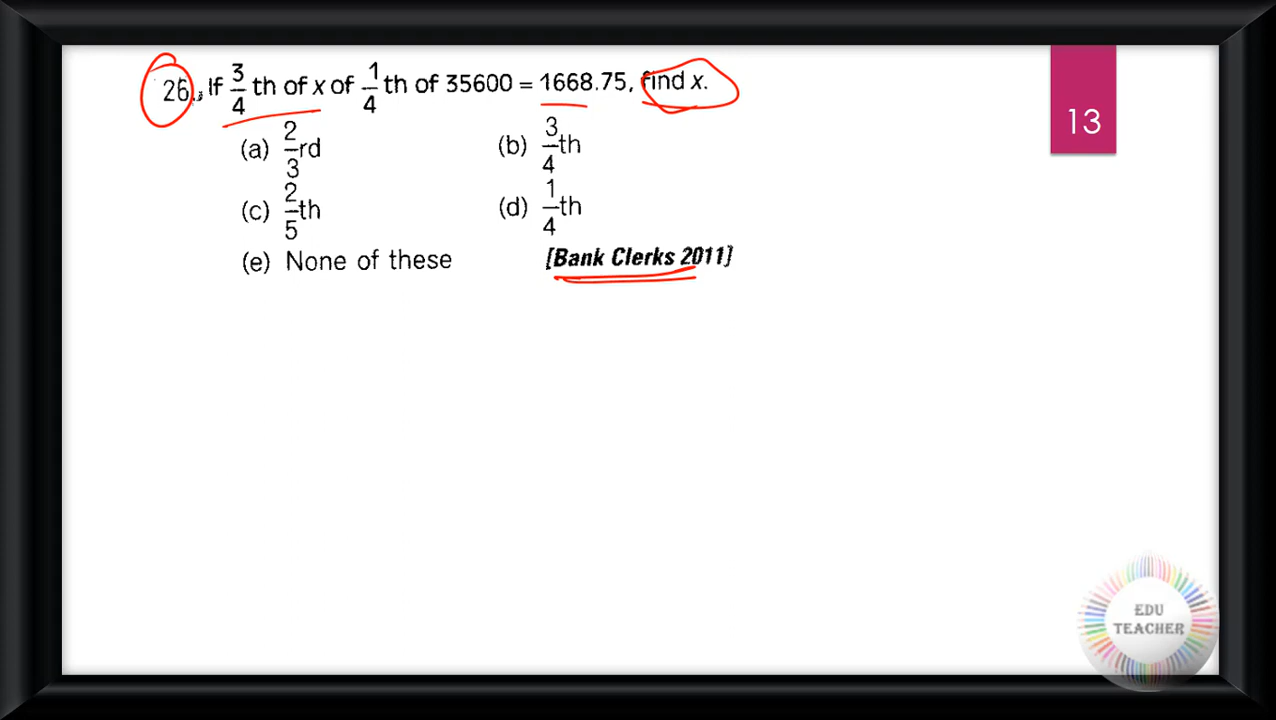 26. If 3/4 th of x of 1/4 th of 35600 = 1668.75, find x.
(a) 2/3 rd (b) 3/4 th
(c) 2/5 th (d) 1/4 th
(e) None of these [Bank Clerks 2011]
13
EDU
TEACHER